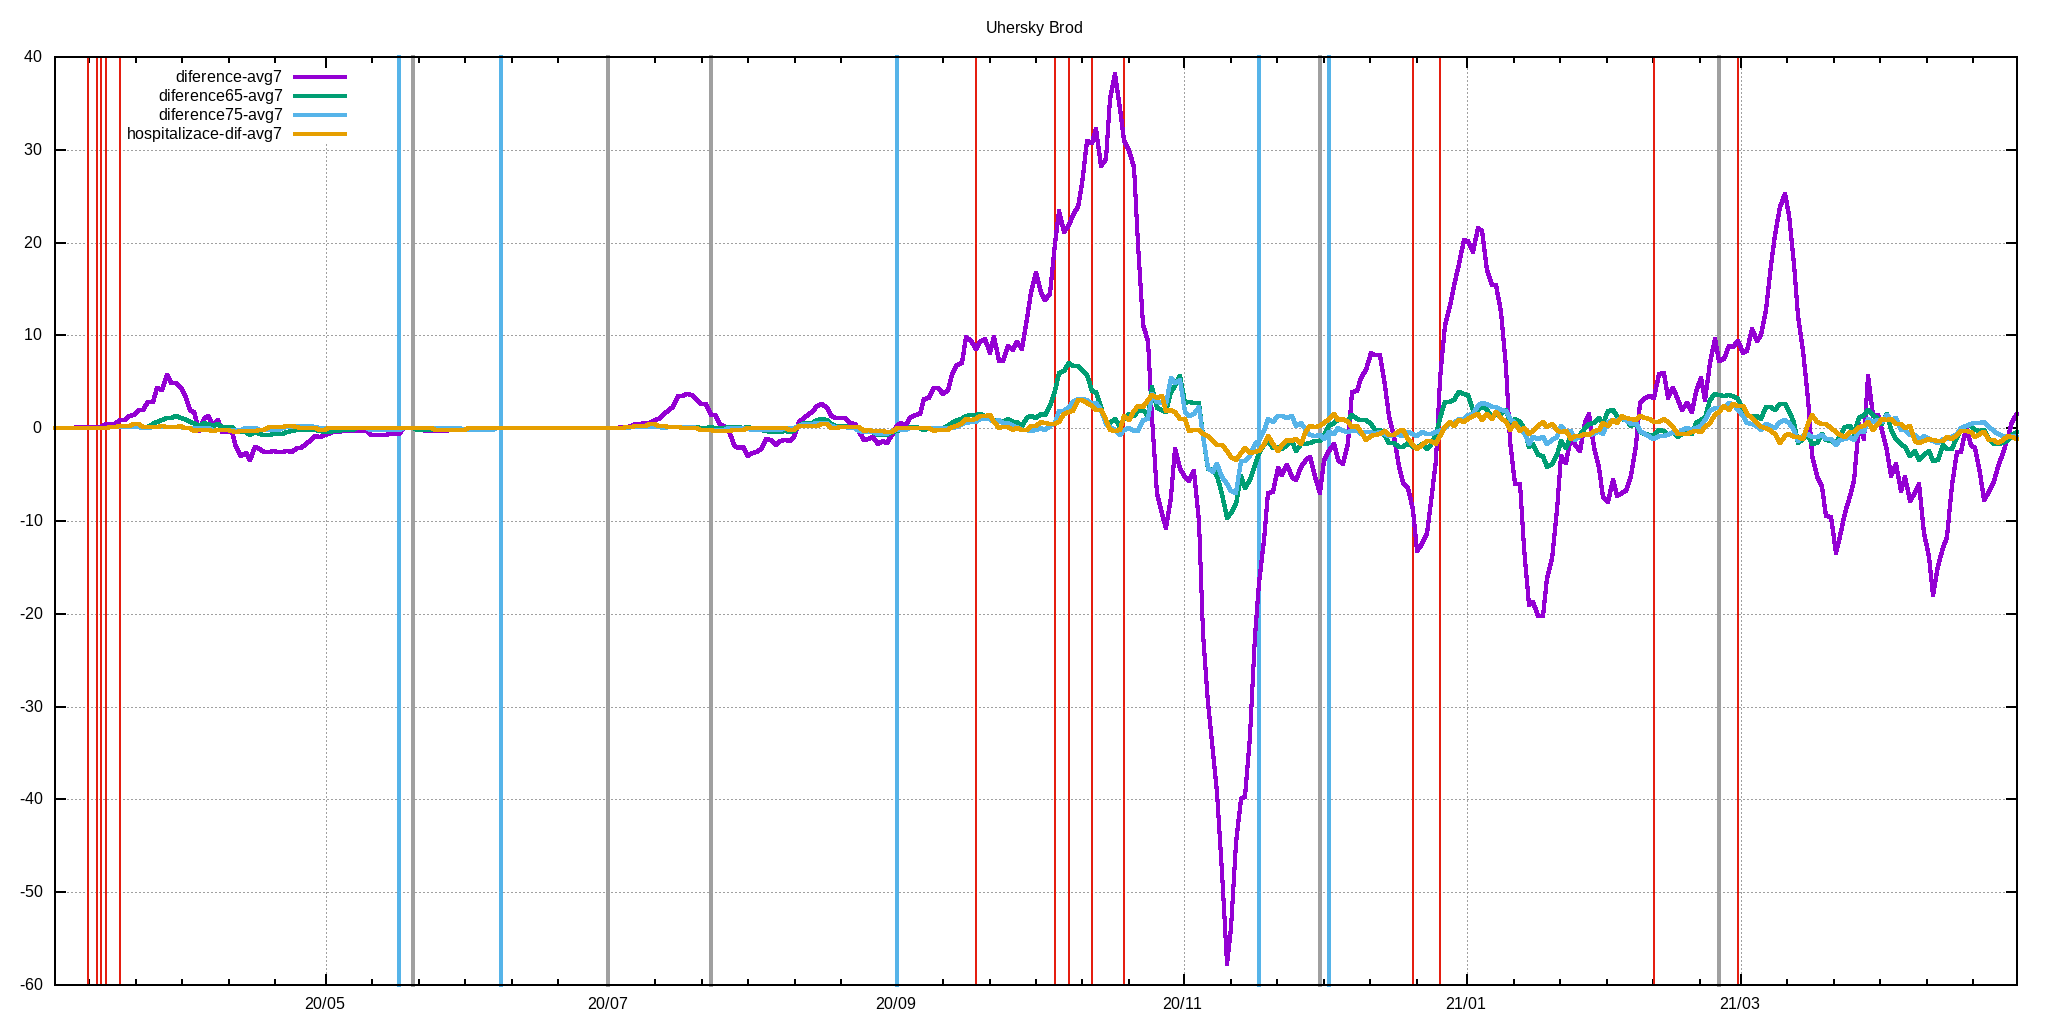 Uhersky Brod
diference-avg7
diference65-avg7
diference75-avg7
hospitalizace-dif-avg7
40
30
20
10
0
-10
-20
-30
-40
-50
-60
20/05 20/07 20/09 20/11 21/01 21/03